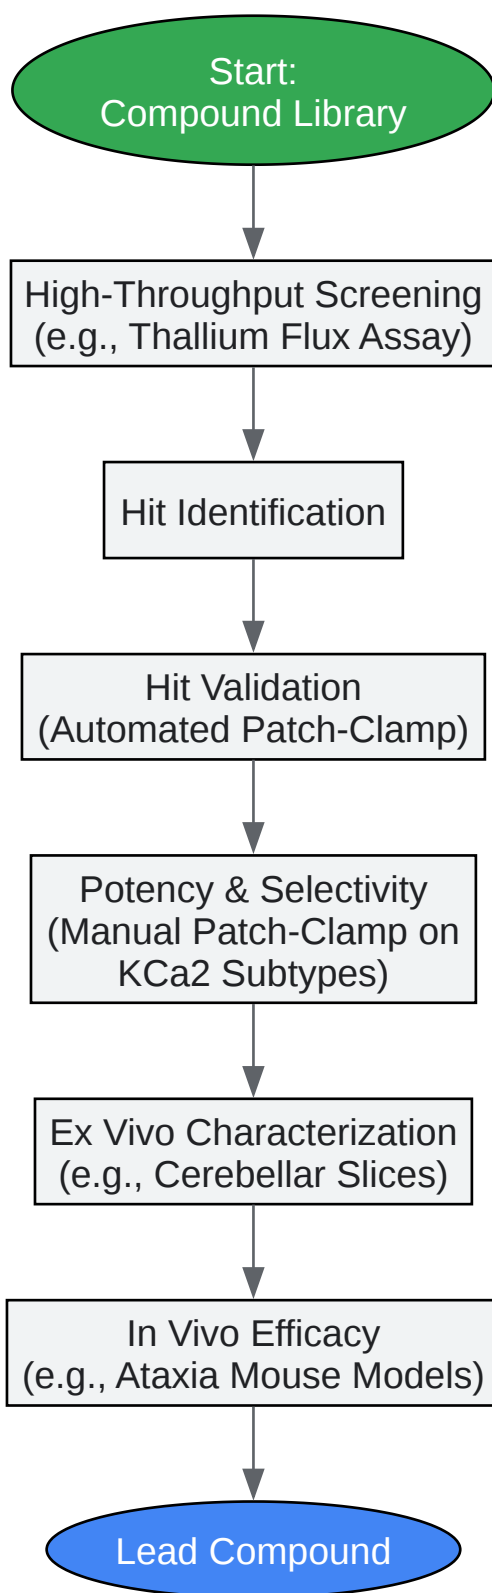 Start:
Compound Library
High-Throughput Screening
(e.g., Thallium Flux Assay)
Hit Identification
Hit Validation
(Automated Patch-Clamp)
Potency & Selectivity
(Manual Patch-Clamp on
KCa2 Subtypes)
Ex Vivo Characterization
(e.g., Cerebellar Slices)
In Vivo Efficacy
(e.g., Ataxia Mouse Models)
Lead Compound